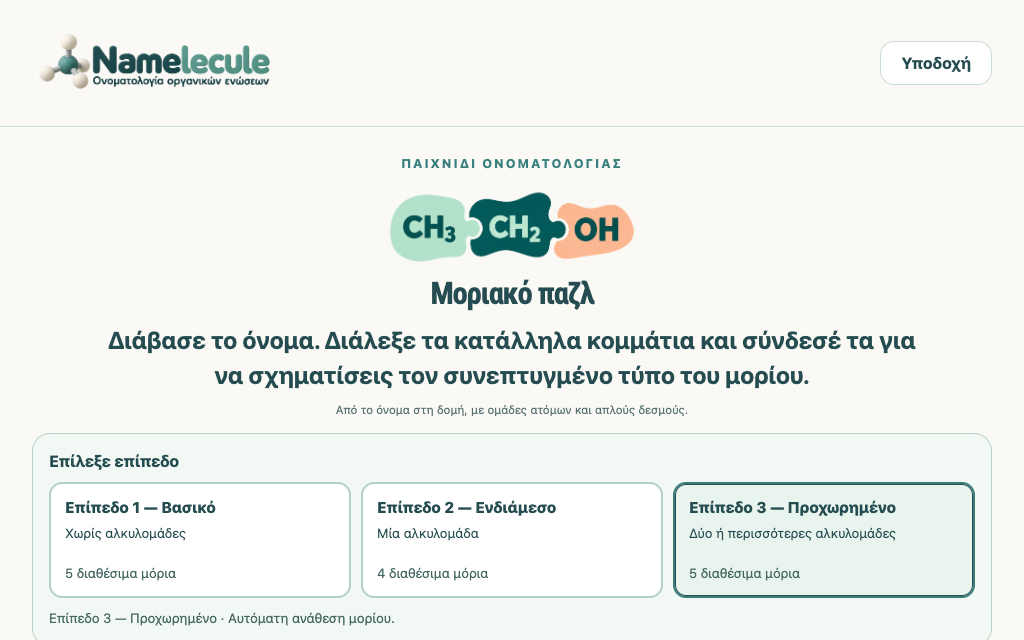 Namelecule
Ονοματολογία οργανικών ενώσεων
Υποδοχή
ΠΑΙΧΝΙΔΙ ΟΝΟΜΑΤΟΛΟΓΙΑΣ
CH₃ CH₂ OH
Μοριακό παζλ
Διάβασε το όνομα. Διάλεξε τα κατάλληλα κομμάτια και σύνδεσέ τα για
να σχηματίσεις τον συνεπτυγμένο τύπο του μορίου.
Από το όνομα στη δομή, με ομάδες ατόμων και απλούς δεσμούς.
Επίλεξε επίπεδο
Επίπεδο 1 — Βασικό
Χωρίς αλκυλομάδες
5 διαθέσιμα μόρια
Επίπεδο 2 — Ενδιάμεσο
Μία αλκυλομάδα
4 διαθέσιμα μόρια
Επίπεδο 3 — Προχωρημένο
Δύο ή περισσότερες αλκυλομάδες
5 διαθέσιμα μόρια
Επίπεδο 3 — Προχωρημένο · Αυτόματη ανάθεση μορίου.